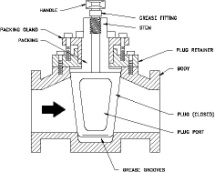 HANDLE
GREASE FITTING
STEM
PACKING GLAND
PACKING
PLUG RETAINER
BODY
PLUG (CLOSED)
PLUG PORT
GREASE GROOVES